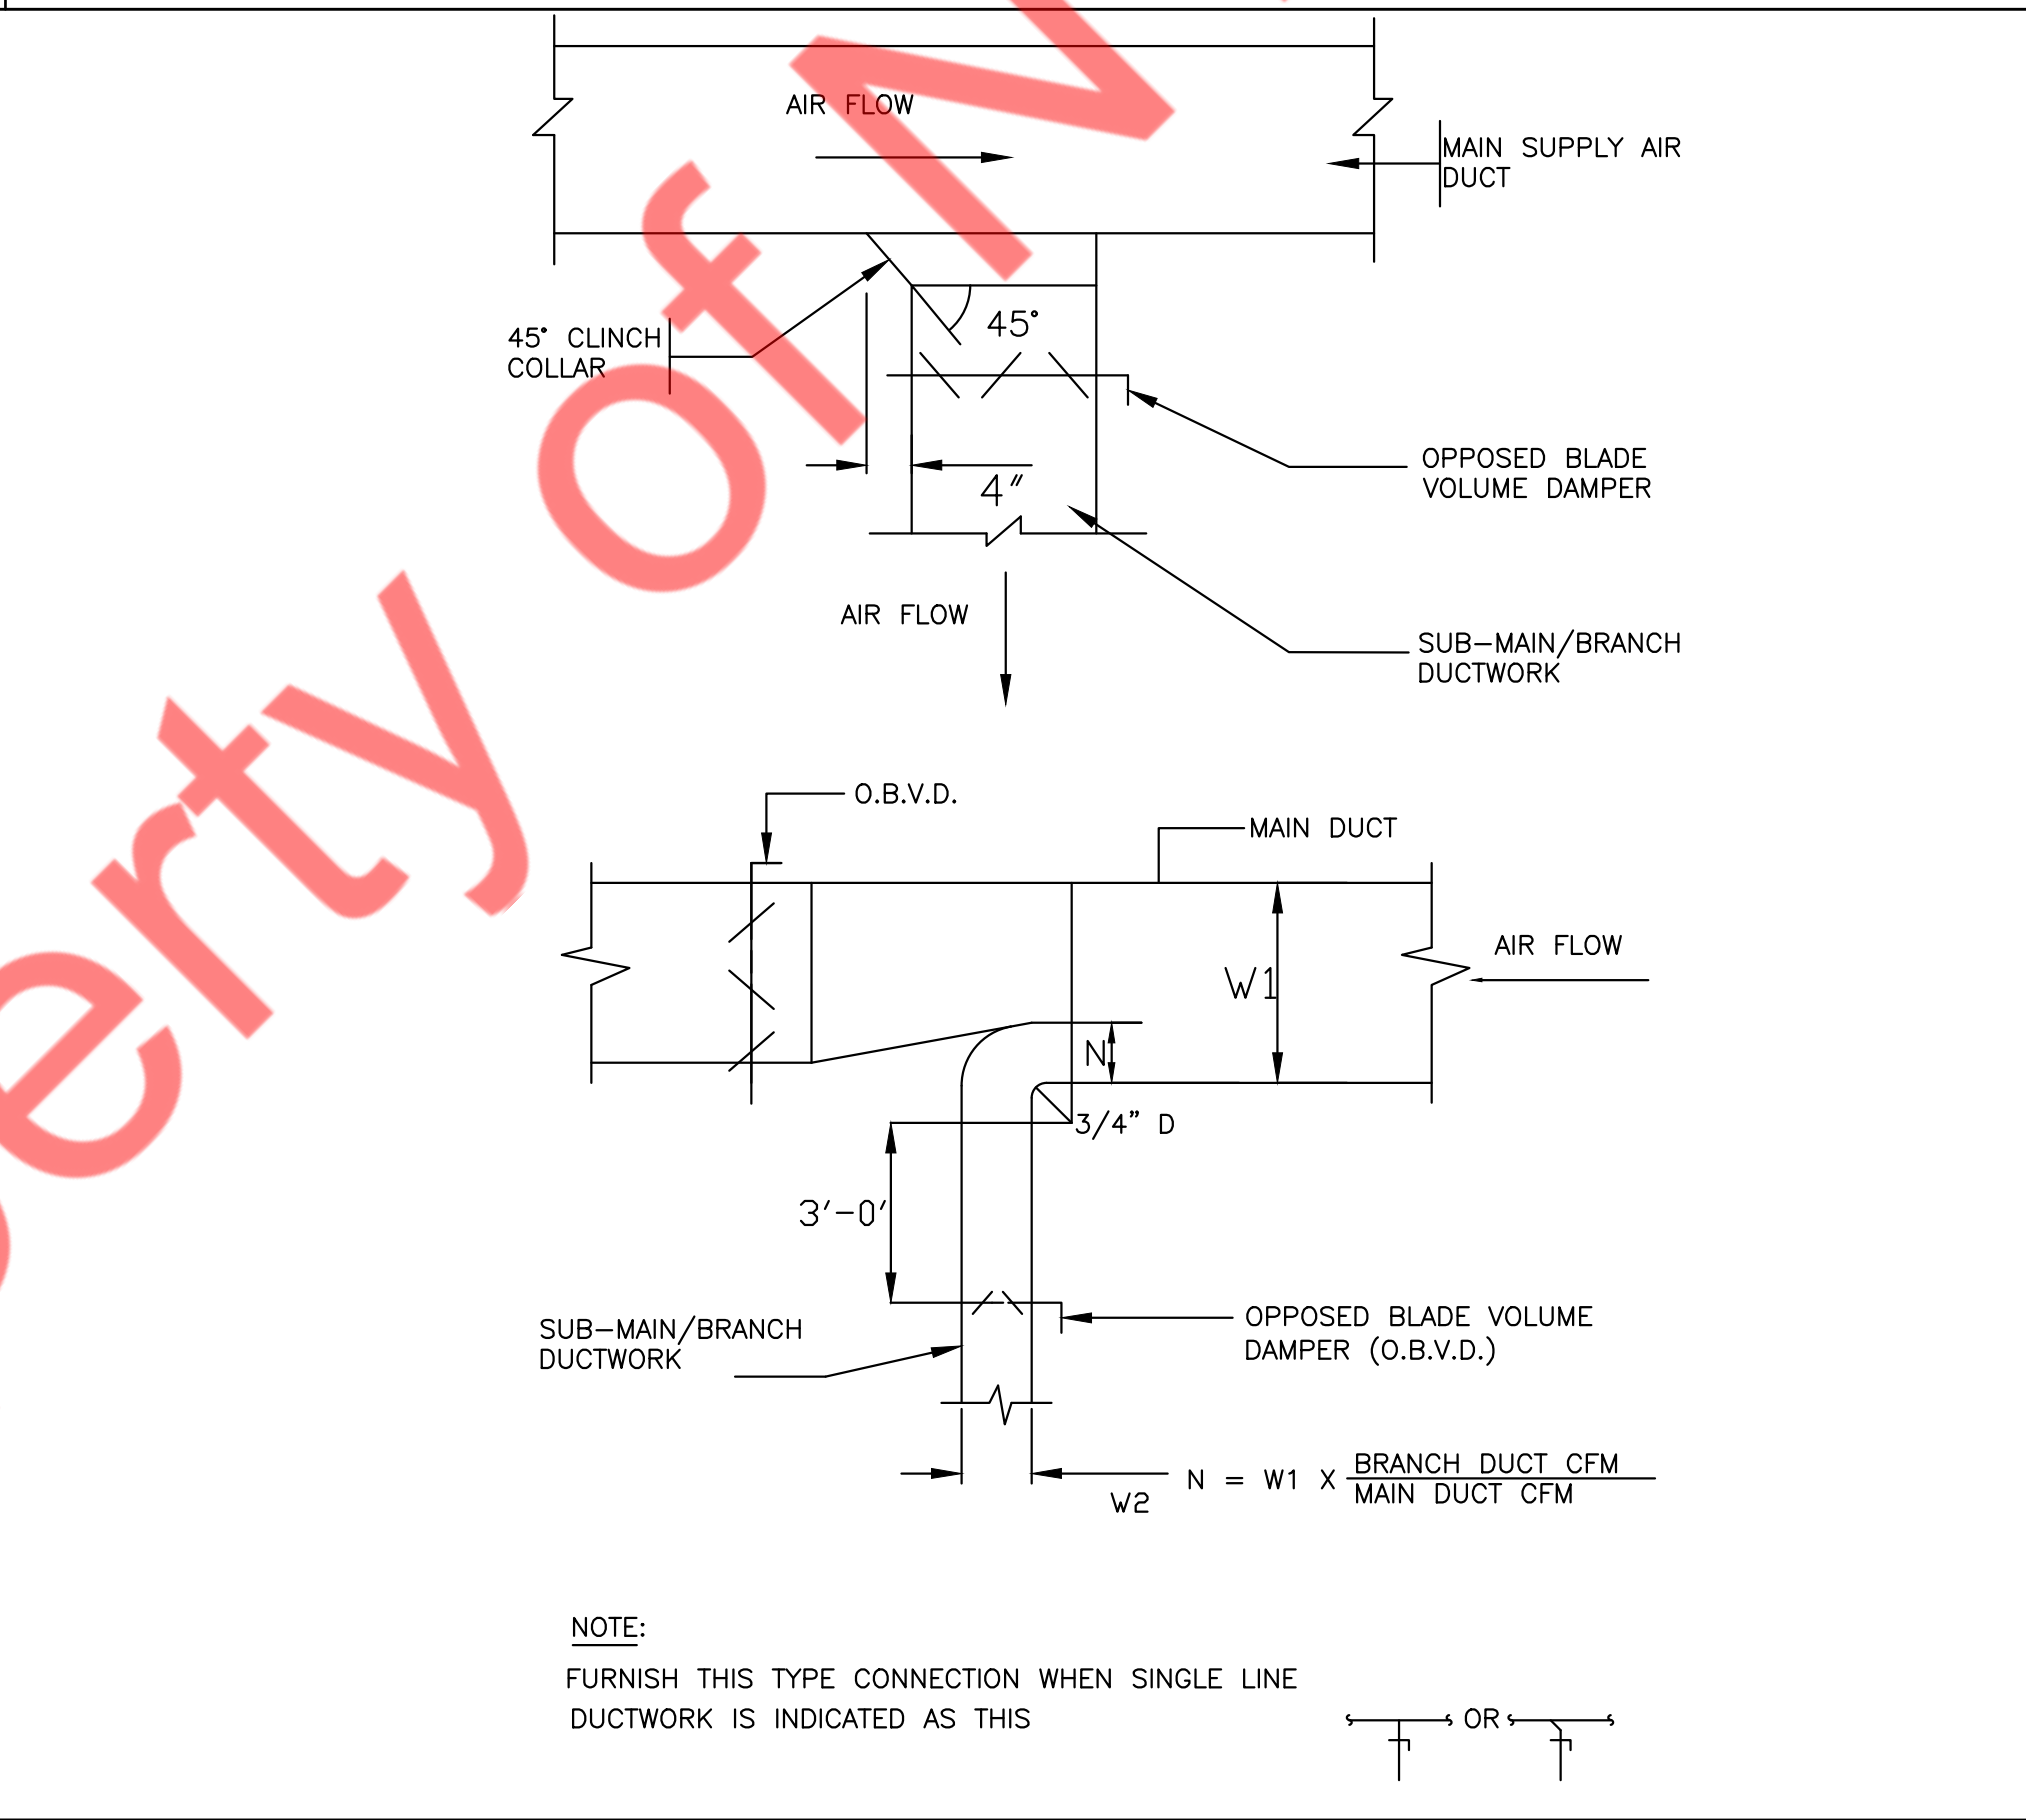 AIR FLOW
MAIN SUPPLY AIR
DUCT
45° CLINCH
COLLAR
45°
OPPOSED BLADE
VOLUME DAMPER
4"
AIR FLOW
SUB-MAIN/BRANCH
DUCTWORK
O.B.V.D.
MAIN DUCT
AIR FLOW
W1
N
3/4" D
3'-0'
SUB-MAIN/BRANCH
DUCTWORK
OPPOSED BLADE VOLUME
DAMPER (O.B.V.D.)
W2
N = W1 X BRANCH DUCT CFM
MAIN DUCT CFM
NOTE:
FURNISH THIS TYPE CONNECTION WHEN SINGLE LINE
DUCTWORK IS INDICATED AS THIS
OR
erty of